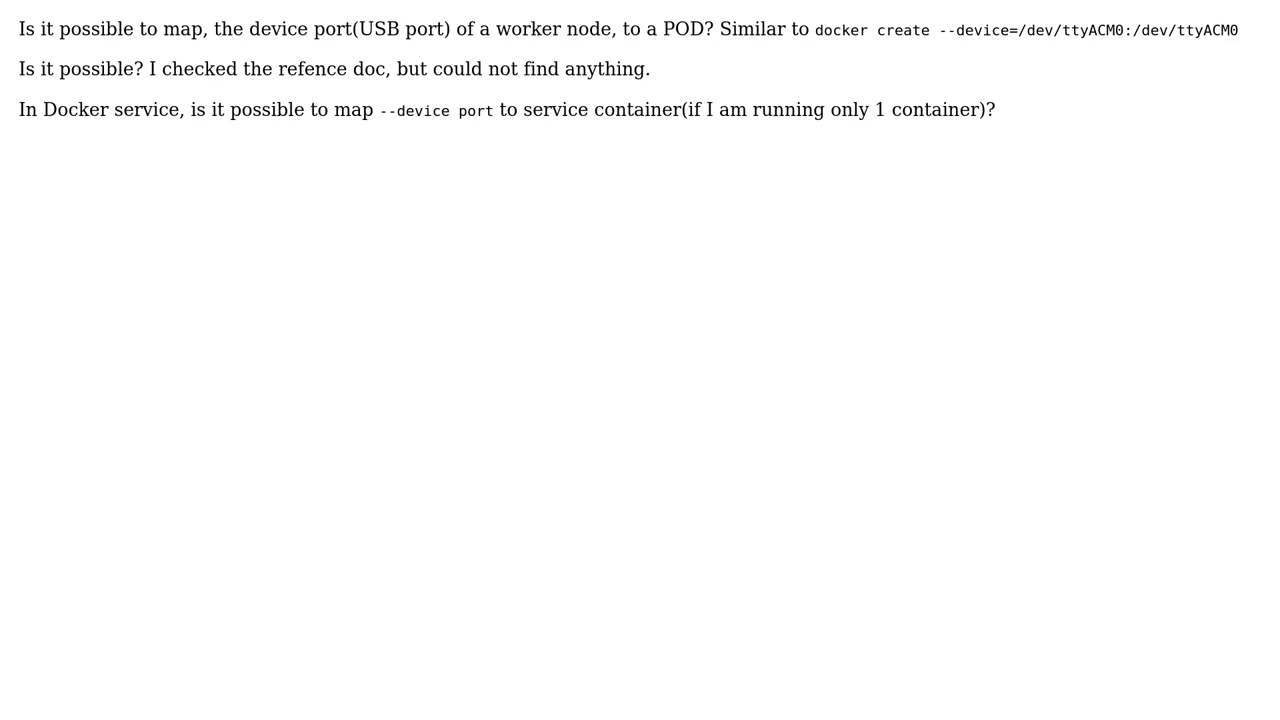 Is it possible to map, the device port(USB port) of a worker node, to a POD? Similar to docker create --device=/dev/ttyACM0:/dev/ttyACM0
Is it possible? I checked the refence doc, but could not find anything.
In Docker service, is it possible to map --device port to service container(if I am running only 1 container)?